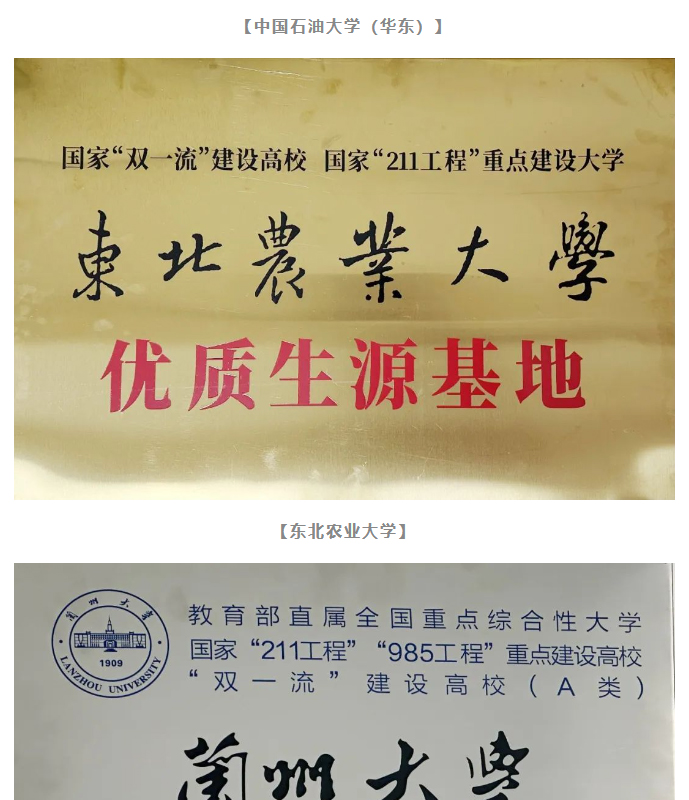 【中国石油大学（华东）】
国家“双一流”建设高校 国家“211工程”重点建设大学
東北農業大學
优质生源基地
【东北农业大学】
兰州大学
1909
LANZHOU UNIVERSITY
教育部直属全国重点综合性大学
国家“211工程”“985工程”重点建设高校
“双一流”建设高校(A类)
蘭州大学